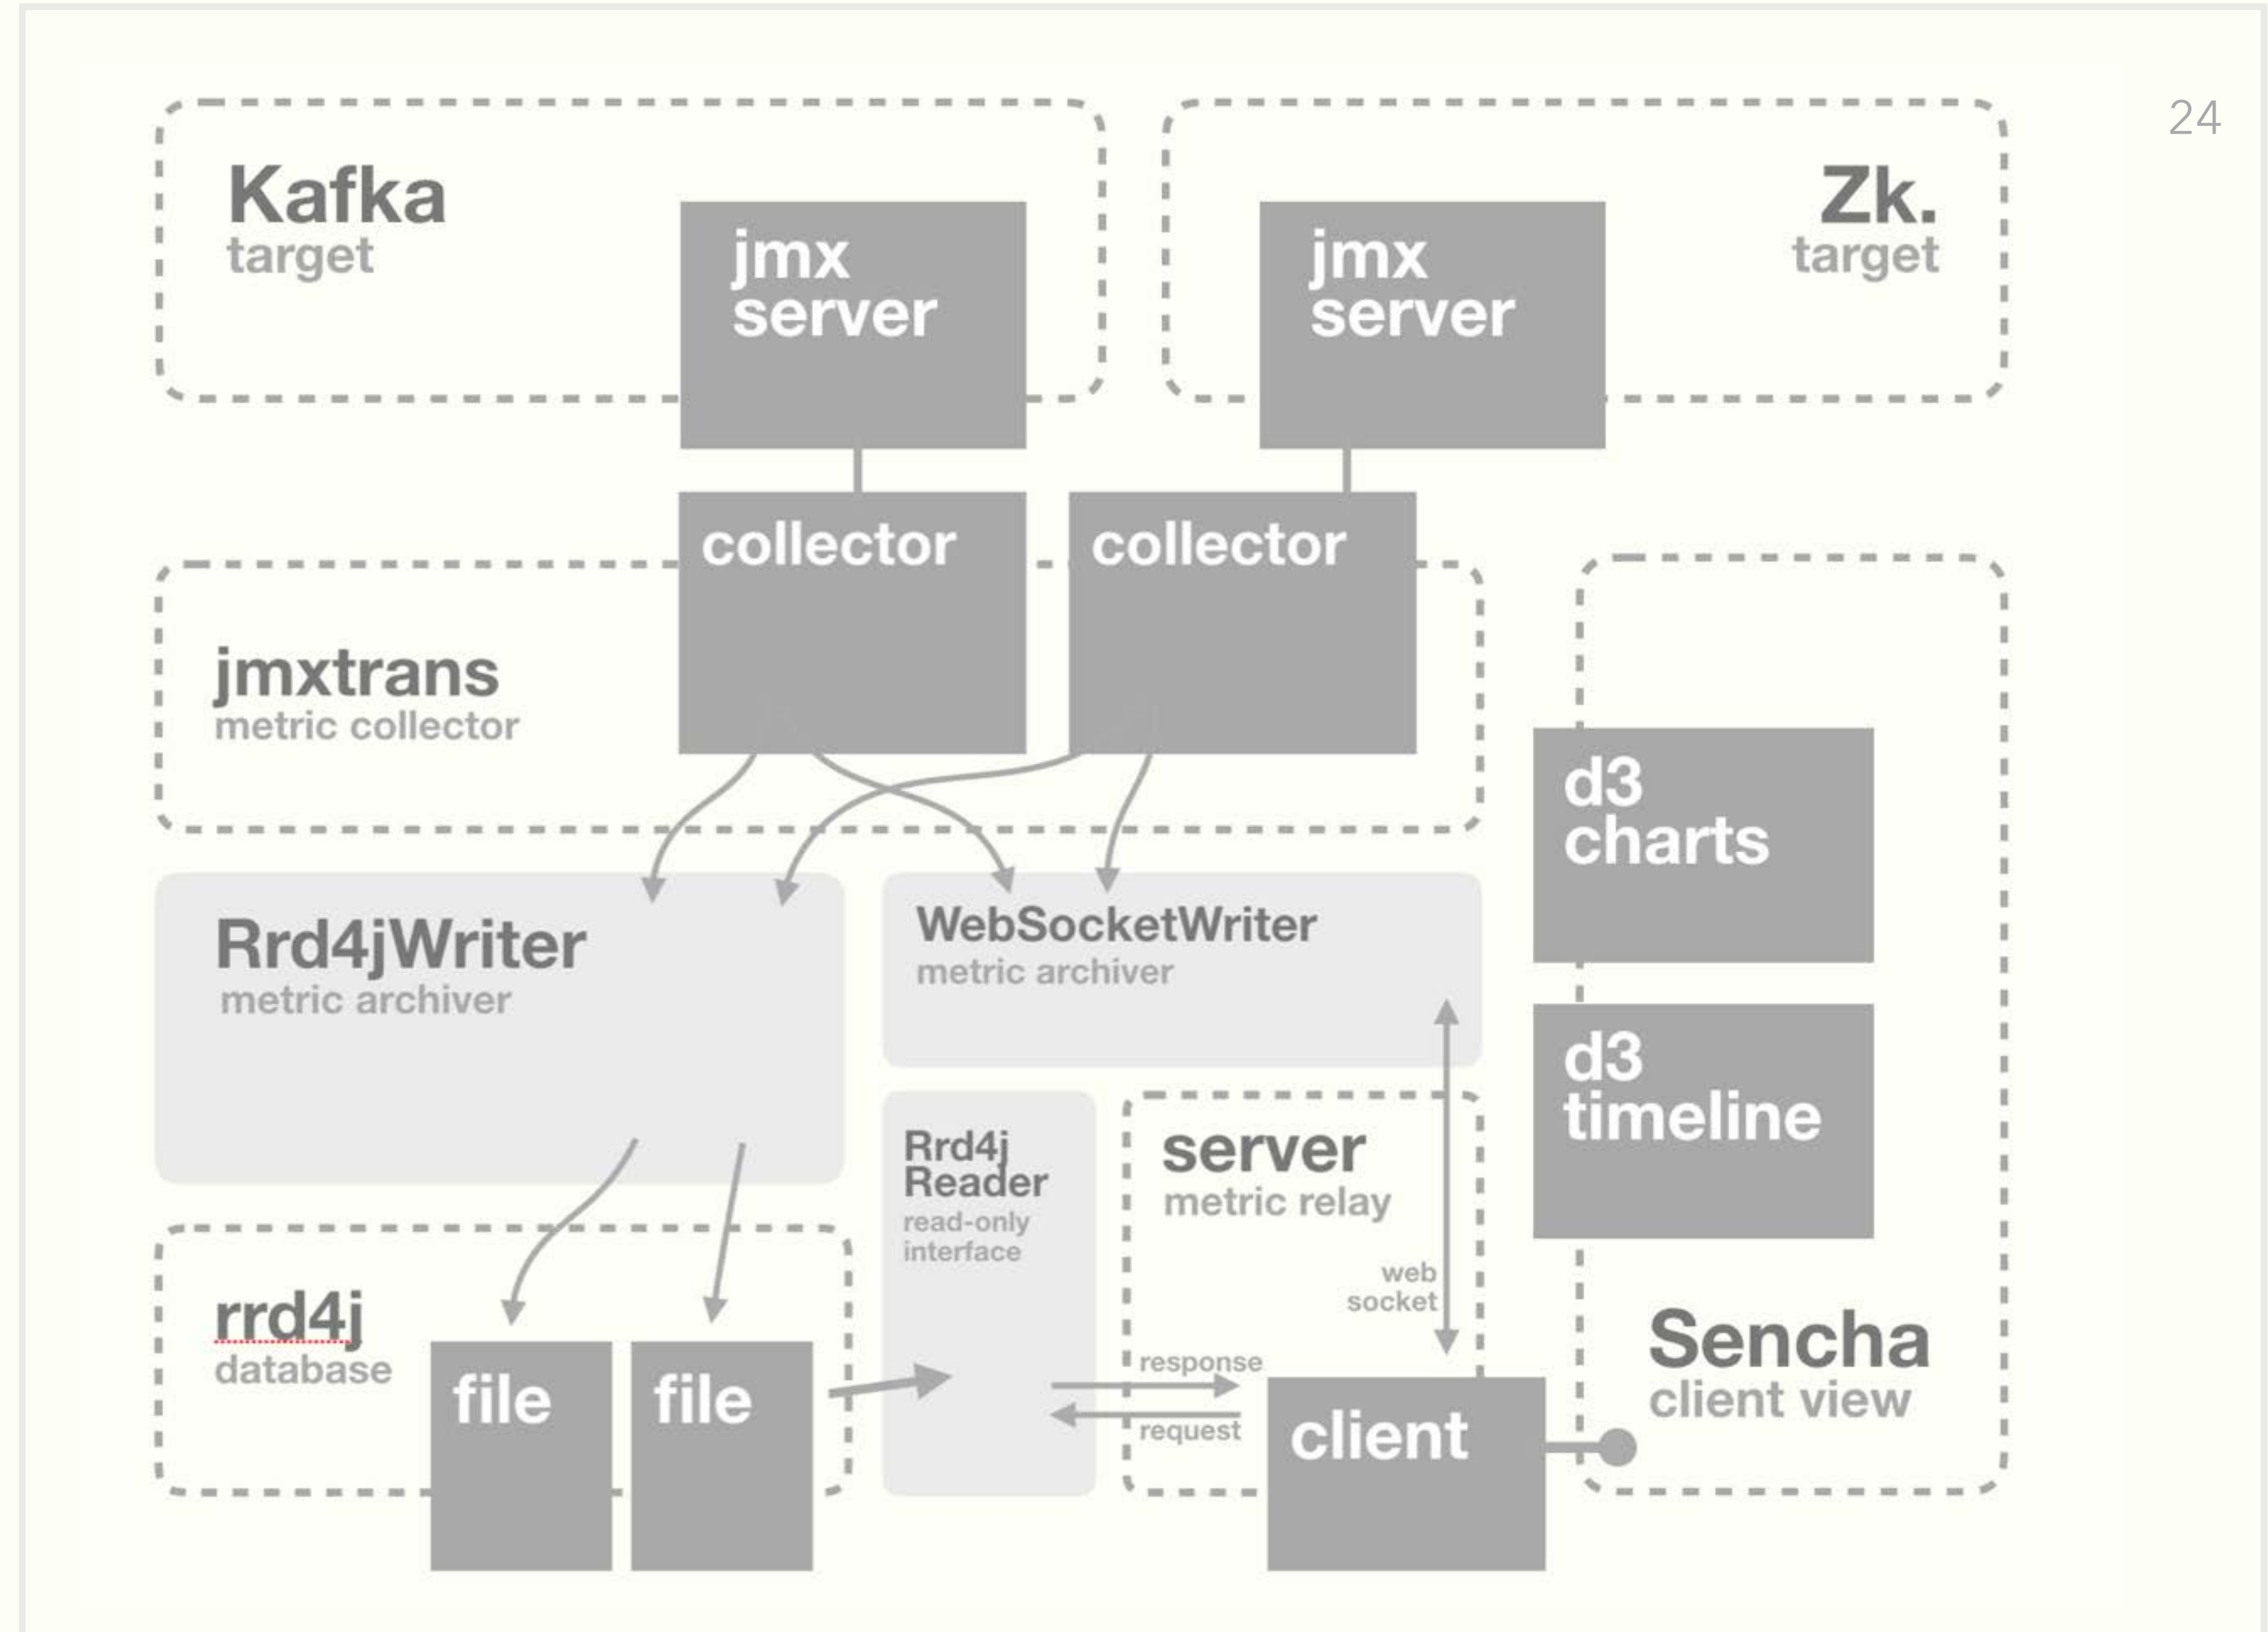 24
Kafka
target
jmx
server
jmx
server
Zk.
target
collector
collector
jmxtrans
metric collector
d3
charts
Rrd4jWriter
metric archiver
WebSocketWriter
metric archiver
d3
timeline
Rrd4j
Reader
read-only
interface
server
metric relay
web
socket
rrd4j
database
file
file
response
request
client
Sencha
client view